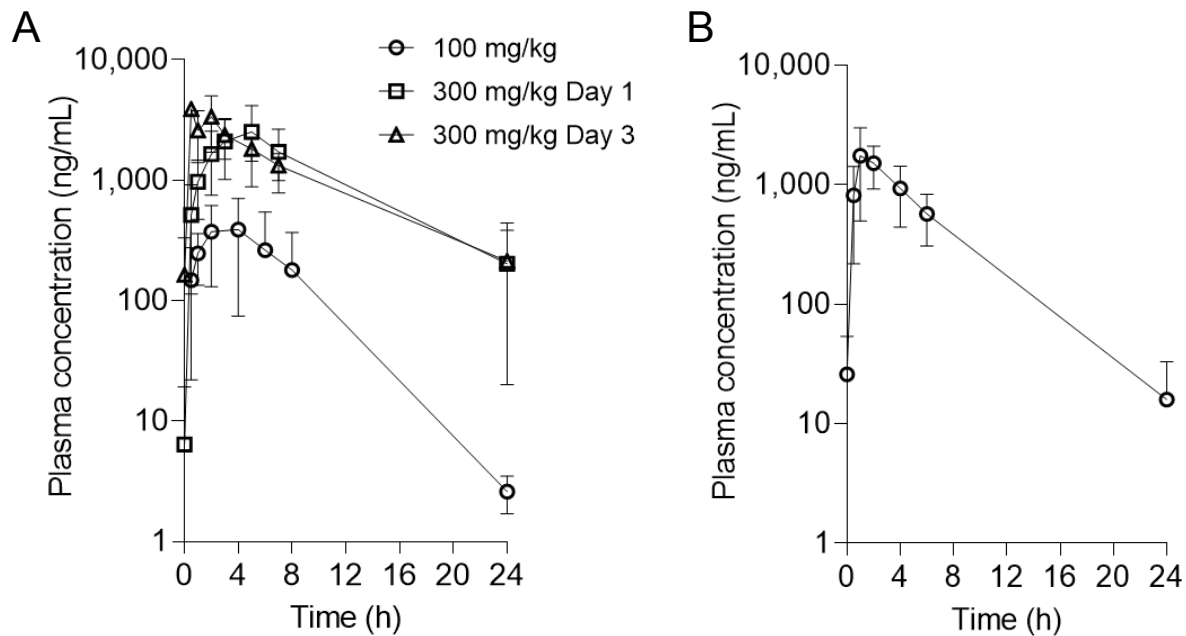 A
100 mg/kg
300 mg/kg Day 1
300 mg/kg Day 3
Plasma concentration (ng/mL)
10,000
1,000
100
10
1
0 4 8 12 16 20 24
Time (h)
B
Plasma concentration (ng/mL)
10,000
1,000
100
10
1
0 4 8 12 16 20 24
Time (h)